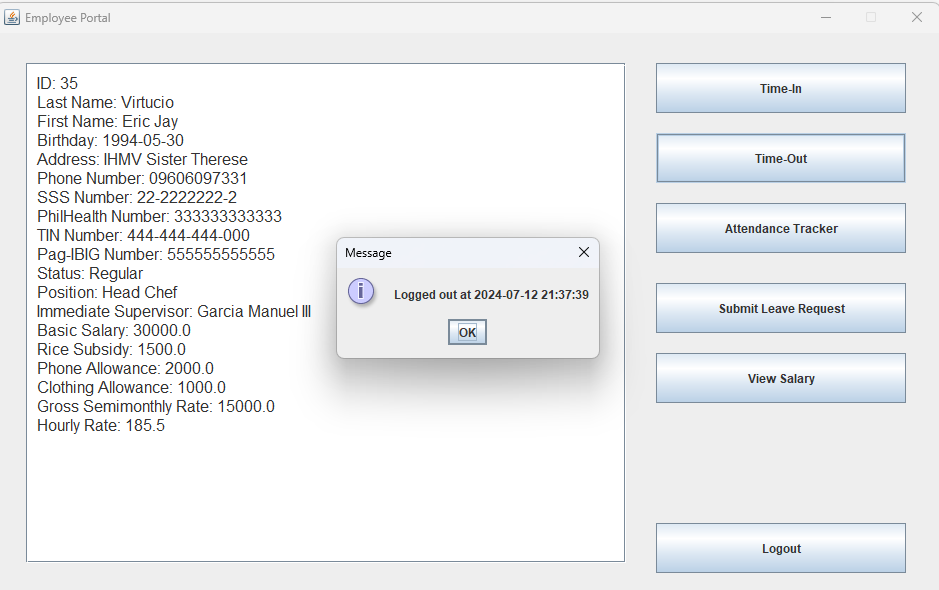 Employee Portal
ID: 35
Last Name: Virtucio
First Name: Eric Jay
Birthday: 1994-05-30
Address: IHMV Sister Therese
Phone Number: 09606097331
SSS Number: 22-2222222-2
PhilHealth Number: 333333333333
TIN Number: 444-444-444-000
Pag-IBIG Number: 555555555555
Status: Regular
Position: Head Chef
Immediate Supervisor: Garcia Manuel III
Basic Salary: 30000.0
Rice Subsidy: 1500.0
Phone Allowance: 2000.0
Clothing Allowance: 1000.0
Gross Semimonthly Rate: 15000.0
Hourly Rate: 185.5
Message
Logged out at 2024-07-12 21:37:39
OK
Time-In
Time-Out
Attendance Tracker
Submit Leave Request
View Salary
Logout